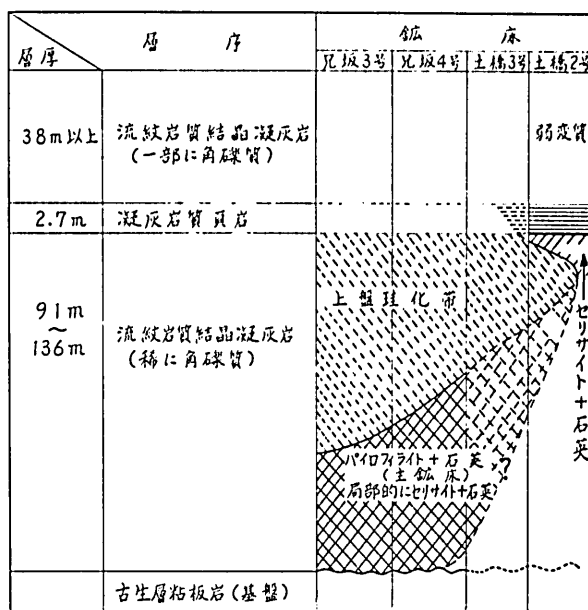 層厚
層序
鉱床
兄坂3号 兄坂4号 土橋3号 土橋2号
38m以上
流紋岩質結晶凝灰岩
(一部に角礫質)
弱変質
2.7m
凝灰岩質頁岩
91m
~
136m
流紋岩質結晶凝灰岩
(稀に角礫質)
上盤珪化帯
セリサイト+石英
パイロフィライト+石英
(主鉱床)
局部的にセリサイト+石英
古生層粘板岩(基盤)